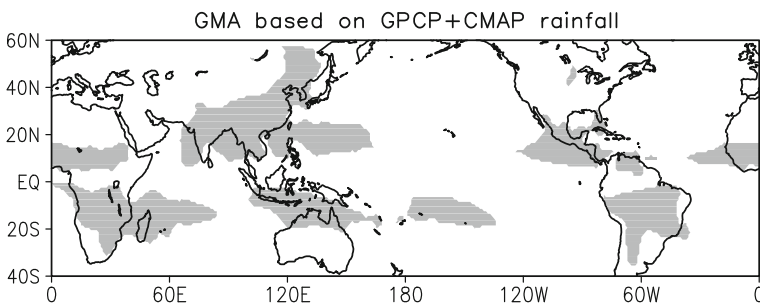 GMA based on GPCP+CMAP rainfall
60N
40N
20N
EQ
20S
40S
0 60E 120E 180 120W 60W 0